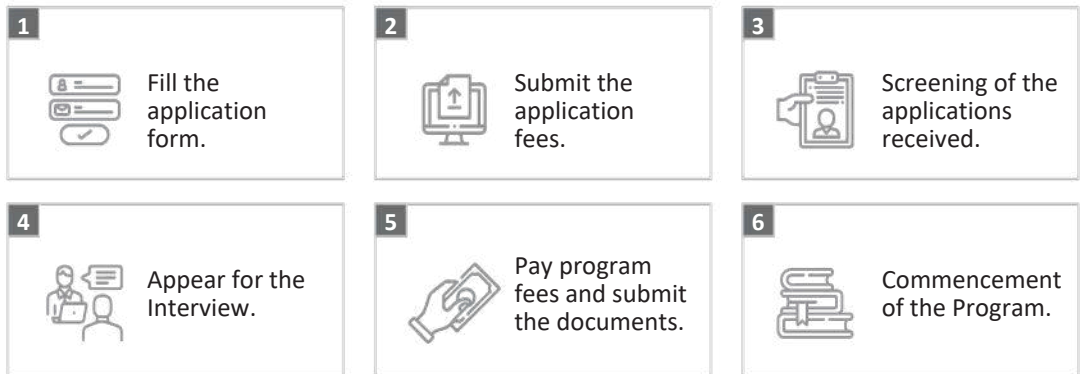 1
Fill the
application
form.
2
Submit the
application
fees.
3
Screening of the
applications
received.
4
Appear for the
Interview.
5
Pay program
fees and submit
the documents.
6
Commencement
of the Program.